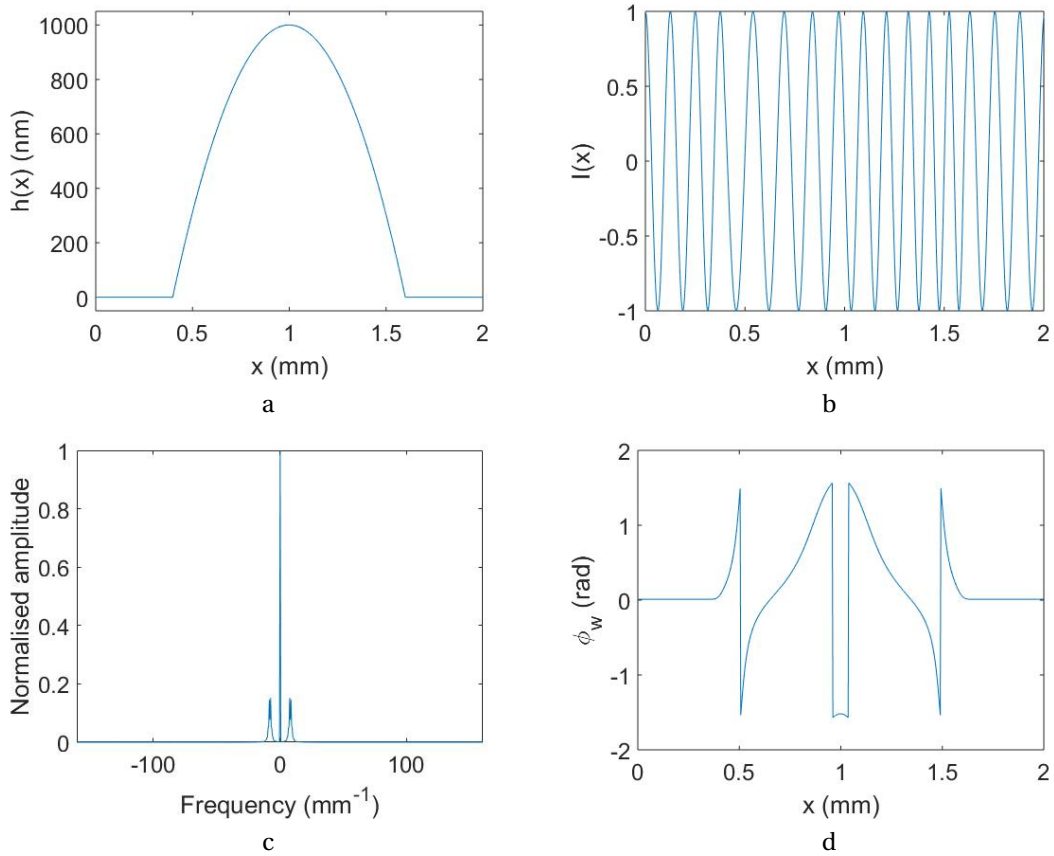 h(x) (nm)
1000
800
600
400
200
0
0 0.5 1 1.5 2
x (mm)
a
I(x)
1
0.5
0
-0.5
-1
0 0.5 1 1.5 2
x (mm)
b
Normalised amplitude
1
0.8
0.6
0.4
0.2
0
-100 0 100
Frequency (mm⁻¹)
c
ϕ_w (rad)
2
1
0
-1
-2
0 0.5 1 1.5 2
x (mm)
d